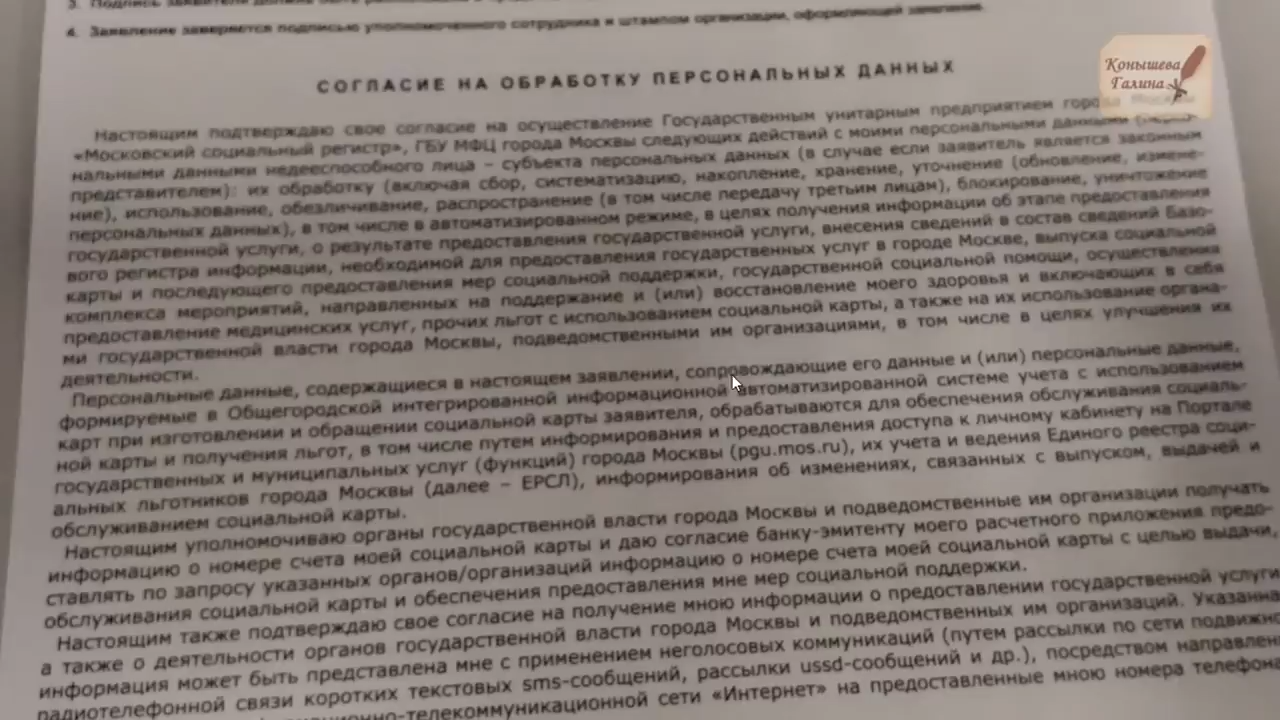 3. Подпись заявителя должна быть
4. Заявление заверяется подписью уполномоченного сотрудника и штампом организации, оформляющей заявление.
Конышева
Галина
СОГЛАСИЕ НА ОБРАБОТКУ ПЕРСОНАЛЬНЫХ ДАННЫХ
Настоящим подтверждаю свое согласие на осуществление Государственным унитарным предприятием города Москвы
«Московский социальный регистр», ГБУ МФЦ города Москвы следующих действий с моими персональными данными
нальными данными недееспособного лица – субъекта персональных данных (в случае если заявитель является законным
представителем): их обработку (включая сбор, систематизацию, накопление, хранение, уточнение (обновление, измене-
ние), использование, обезличивание, распространение (в том числе передачу третьим лицам), блокирование, уничтожение
персональных данных), в том числе в автоматизированном режиме, в целях получения информации об этапе предоставления
государственной услуги, о результате предоставления государственной услуги, внесения сведений в состав сведений Базо-
вого регистра информации, необходимой для предоставления государственных услуг в городе Москве, выпуска социальной
карты и последующего предоставления мер социальной поддержки, государственной социальной помощи, осуществления
комплекса мероприятий, направленных на поддержание и (или) восстановление моего здоровья и включающих в себя
предоставление медицинских услуг, прочих льгот с использованием социальной карты, а также на их использование органа-
ми государственной власти города Москвы, подведомственными им организациями, в том числе в целях улучшения их
деятельности.
Персональные данные, содержащиеся в настоящем заявлении, сопровождающие его данные и (или) персональные данные,
формируемые в Общегородской интегрированной информационной автоматизированной системе учета с использованием
карт при изготовлении и обращении социальной карты заявителя, обрабатываются для обеспечения обслуживания социаль-
ной карты и получения льгот, в том числе путем информирования и предоставления доступа к личному кабинету на Портале
государственных и муниципальных услуг (функций) города Москвы (pgu.mos.ru), их учета и ведения Единого реестра соци-
альных льготников города Москвы (далее – ЕРСЛ), информирования об изменениях, связанных с выпуском, выдачей и
обслуживанием социальной карты.
Настоящим уполномочиваю органы государственной власти города Москвы и подведомственные им организации получать
информацию о номере счета моей социальной карты и даю согласие банку-эмитенту моего расчетного приложения предо-
ставлять по запросу указанных органов/организаций информацию о номере счета моей социальной карты с целью выдачи,
обслуживания социальной карты и обеспечения предоставления мне мер социальной поддержки.
Настоящим также подтверждаю свое согласие на получение мною информации о предоставлении государственной услуги
а также о деятельности органов государственной власти города Москвы и подведомственных им организаций. Указанна
информация может быть представлена мне с применением неголосовых коммуникаций (путем рассылки по сети подвижно
радиотелефонной связи коротких текстовых sms-сообщений, рассылки ussd-сообщений и др.), посредством направлен
ционно-телекоммуникационной сети «Интернет» на предоставленные мною номера телефона